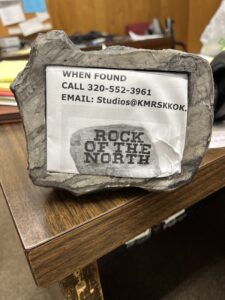 WHEN FOUND
CALL 320-552-3961
EMAIL: Studios@KMRSKKOK.
ROCK
OF THE
NORTH